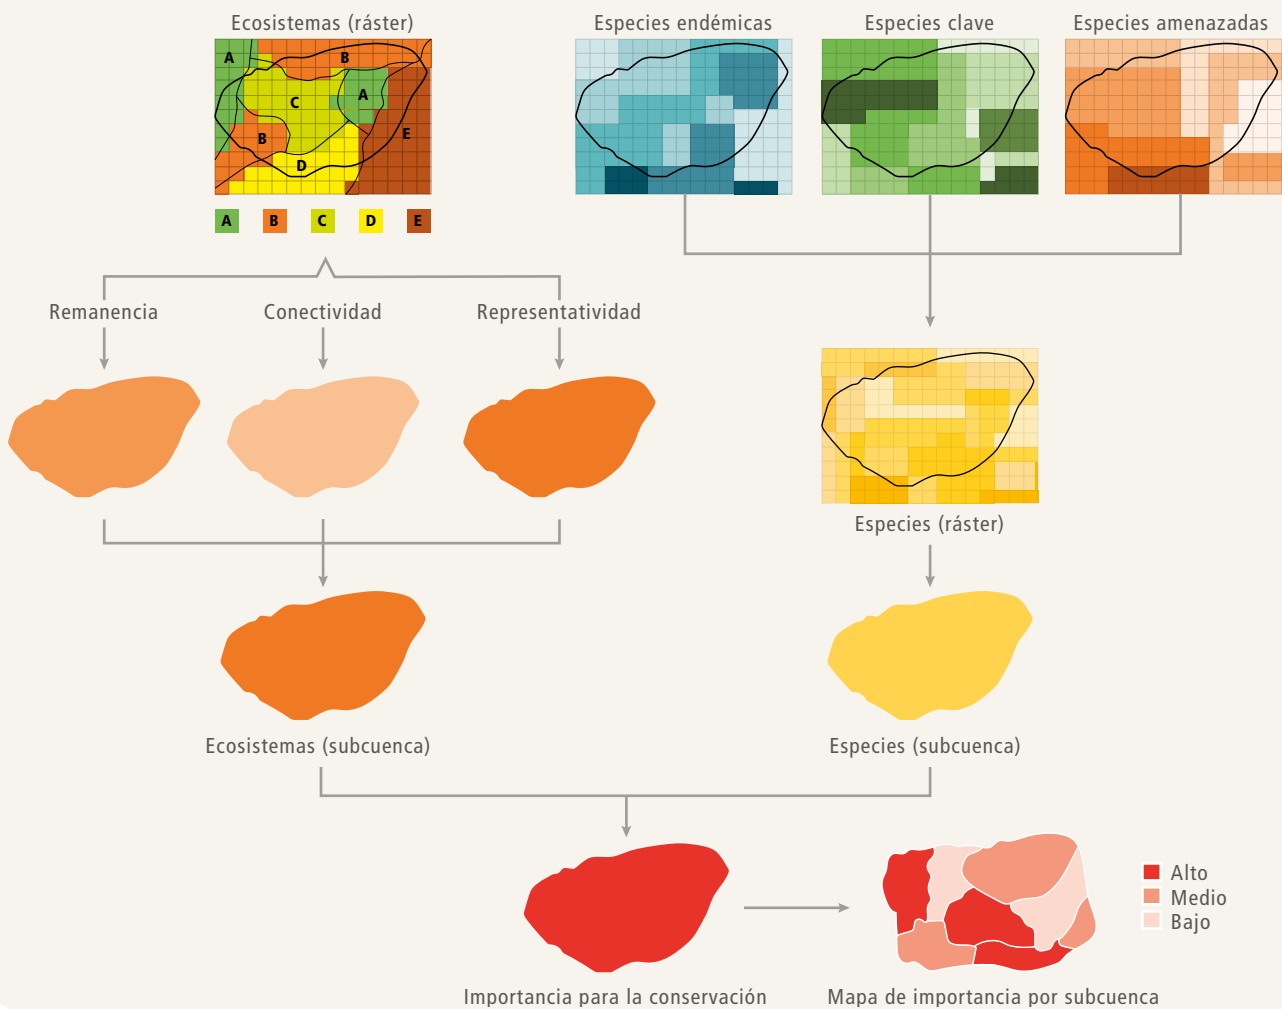 Ecosistemas (ráster)
Especies endémicas
Especies clave
Especies amenazadas
A
B
C
A
B
E
D
A B C D E
Remanencia
Conectividad
Representatividad
Especies (ráster)
Ecosistemas (subcuenca)
Especies (subcuenca)
Alto
Medio
Bajo
Importancia para la conservación
Mapa de importancia por subcuenca